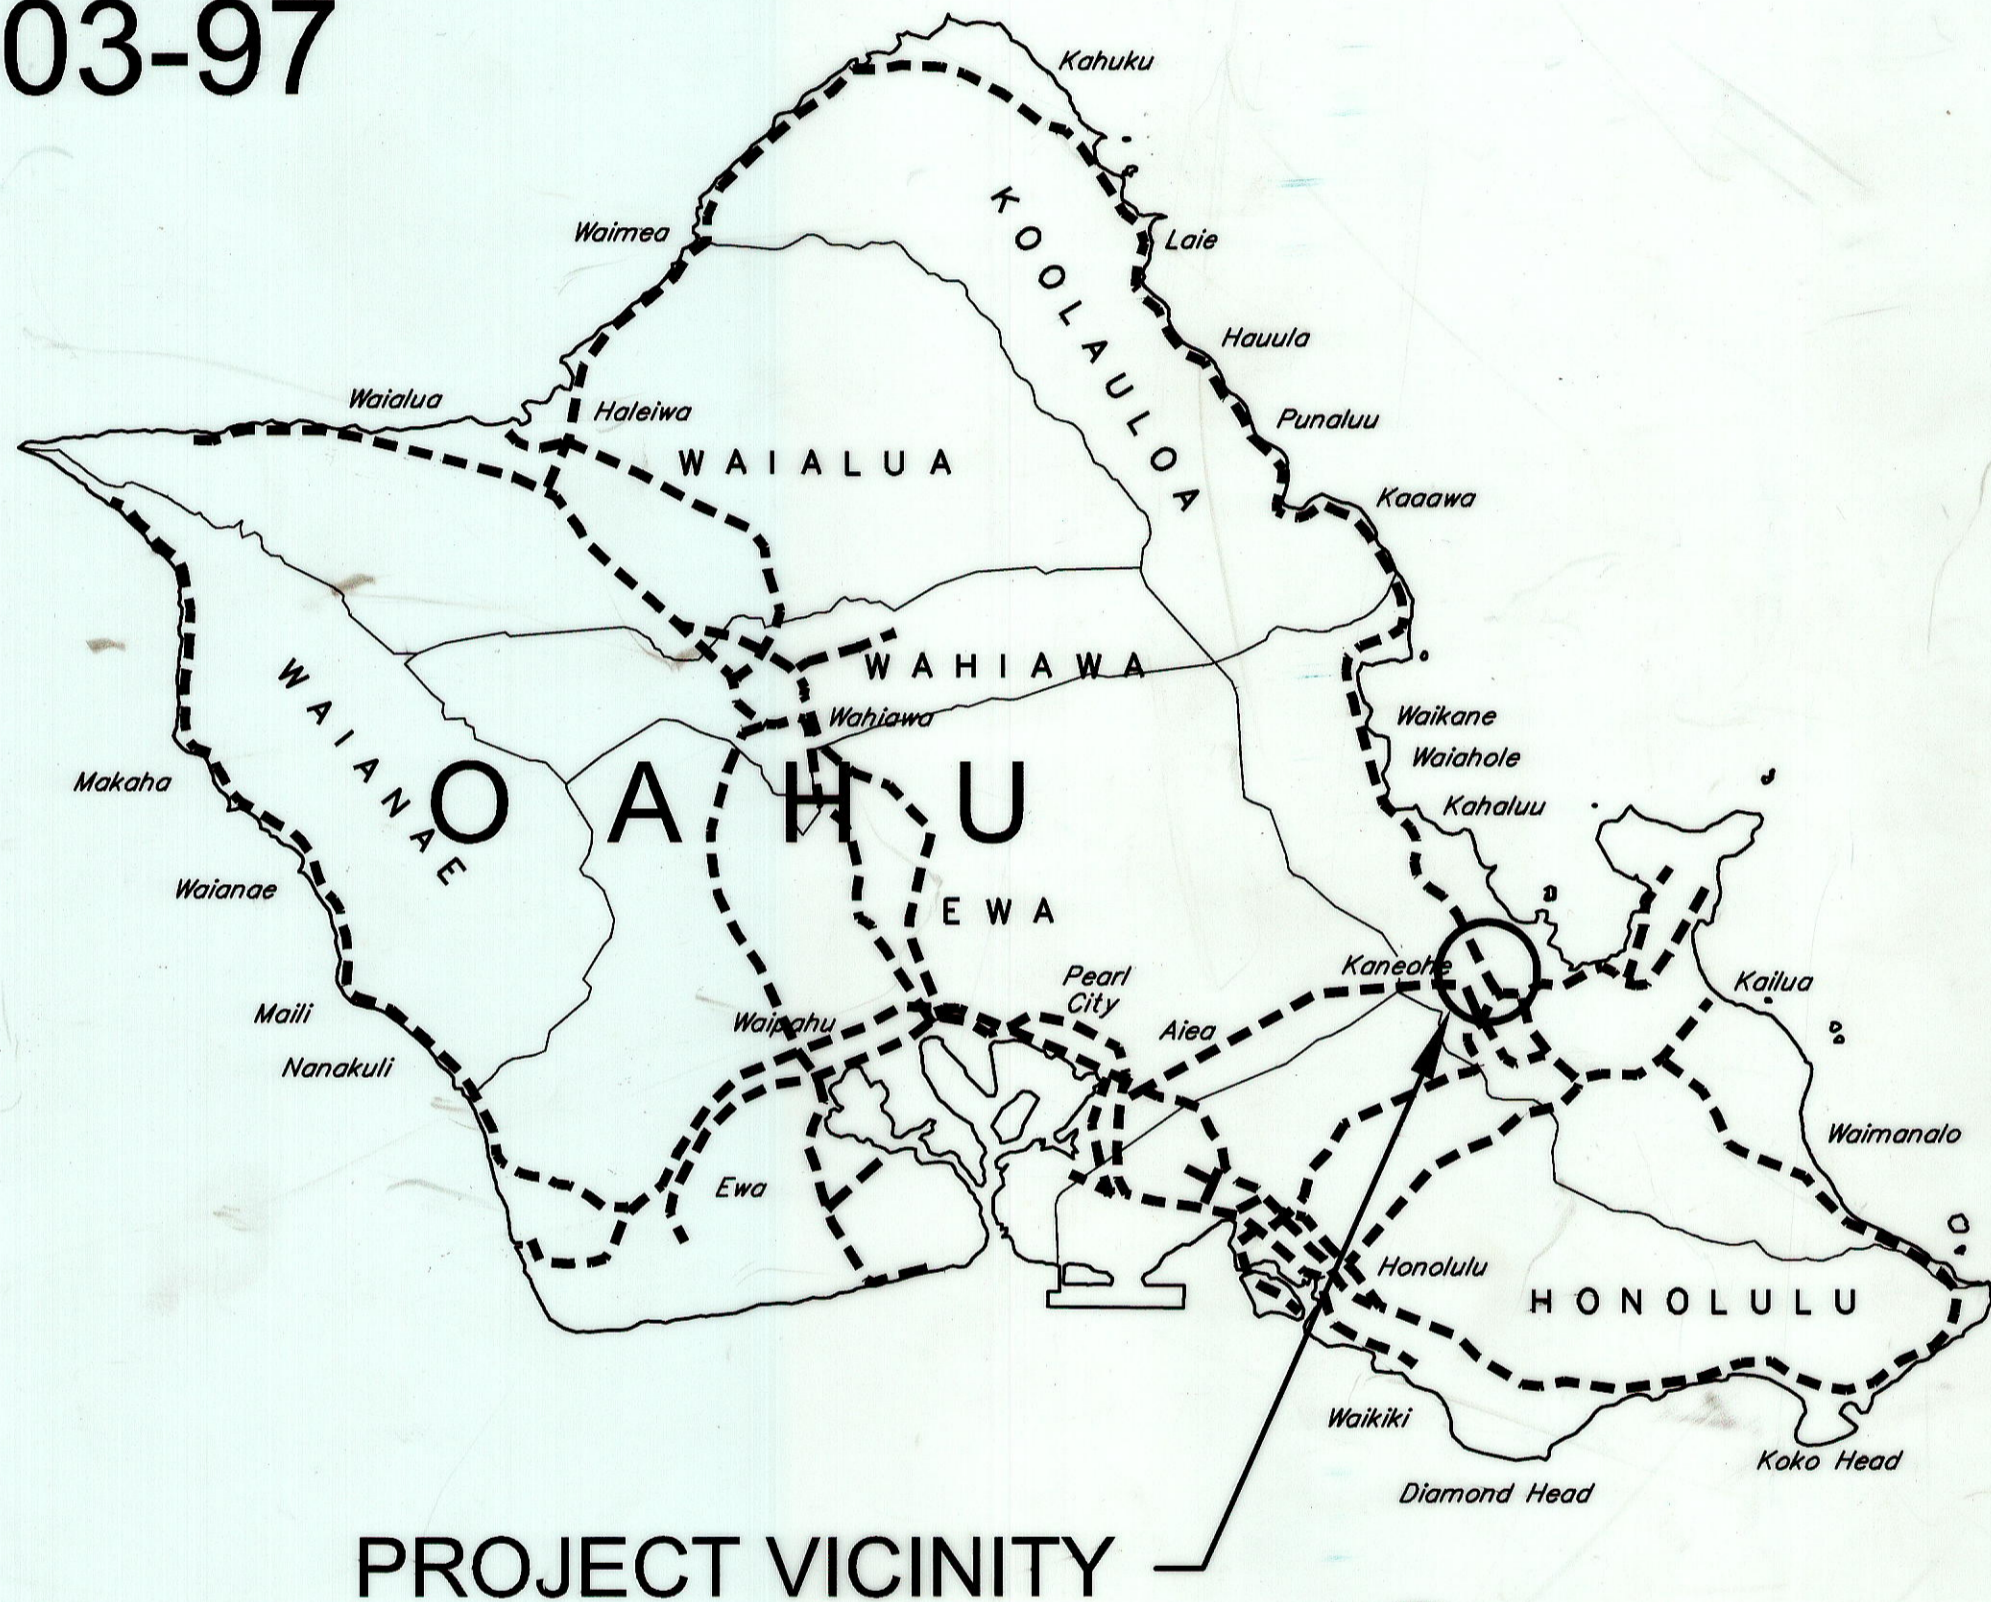 03-97
Kahuku
Waimea
Laie
KOOLAULOA
Hauula
Waialua
Haleiwa
Punaluu
WAIALUA
Kaaawa
WAHIAWA
WAIANAE
Wahiawa
Waikane
Waiahole
Makaha
OAHU
Kahaluu
Waianae
EWA
Kaneohe
Pearl
City
Kailua
Maili
Waipahu
Aiea
Nanakuli
Waimanalo
Ewa
Honolulu
HONOLULU
Waikiki
Koko Head
Diamond Head
PROJECT VICINITY